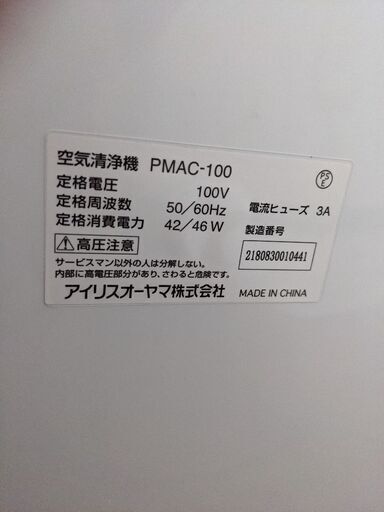 空気清浄機 PMAC-100
PSE
定格電圧 100V
定格周波数 50/60Hz 電流ヒューズ 3A
定格消費電力 42/46W 製造番号
高圧注意 2180830010441
サービスマン以外の人は分解しない。
内部に高電圧部分があり、さわると危険です。
アイリスオーヤマ株式会社 MADE IN CHINA